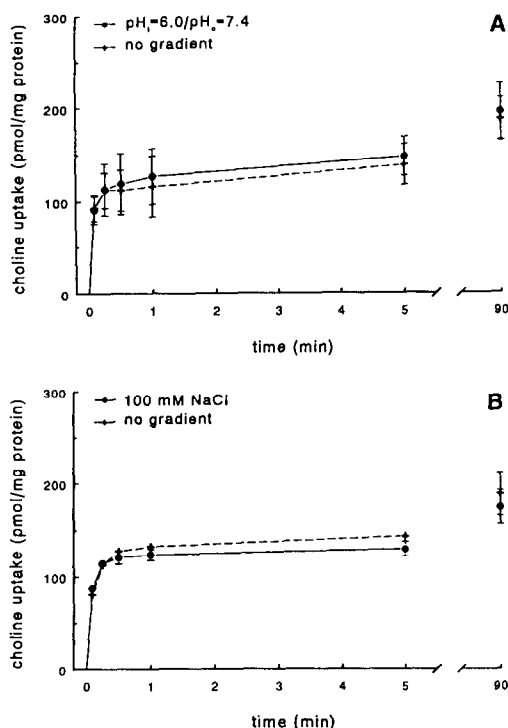 A
pHi=6.0/pHo=7.4
no gradient
choline uptake (pmol/mg protein)
300
200
100
0
0 1 2 3 4 5 90
time (min)
B
100 mM NaCl
no gradient
choline uptake (pmol/mg protein)
300
200
100
0
0 1 2 3 4 5 90
time (min)